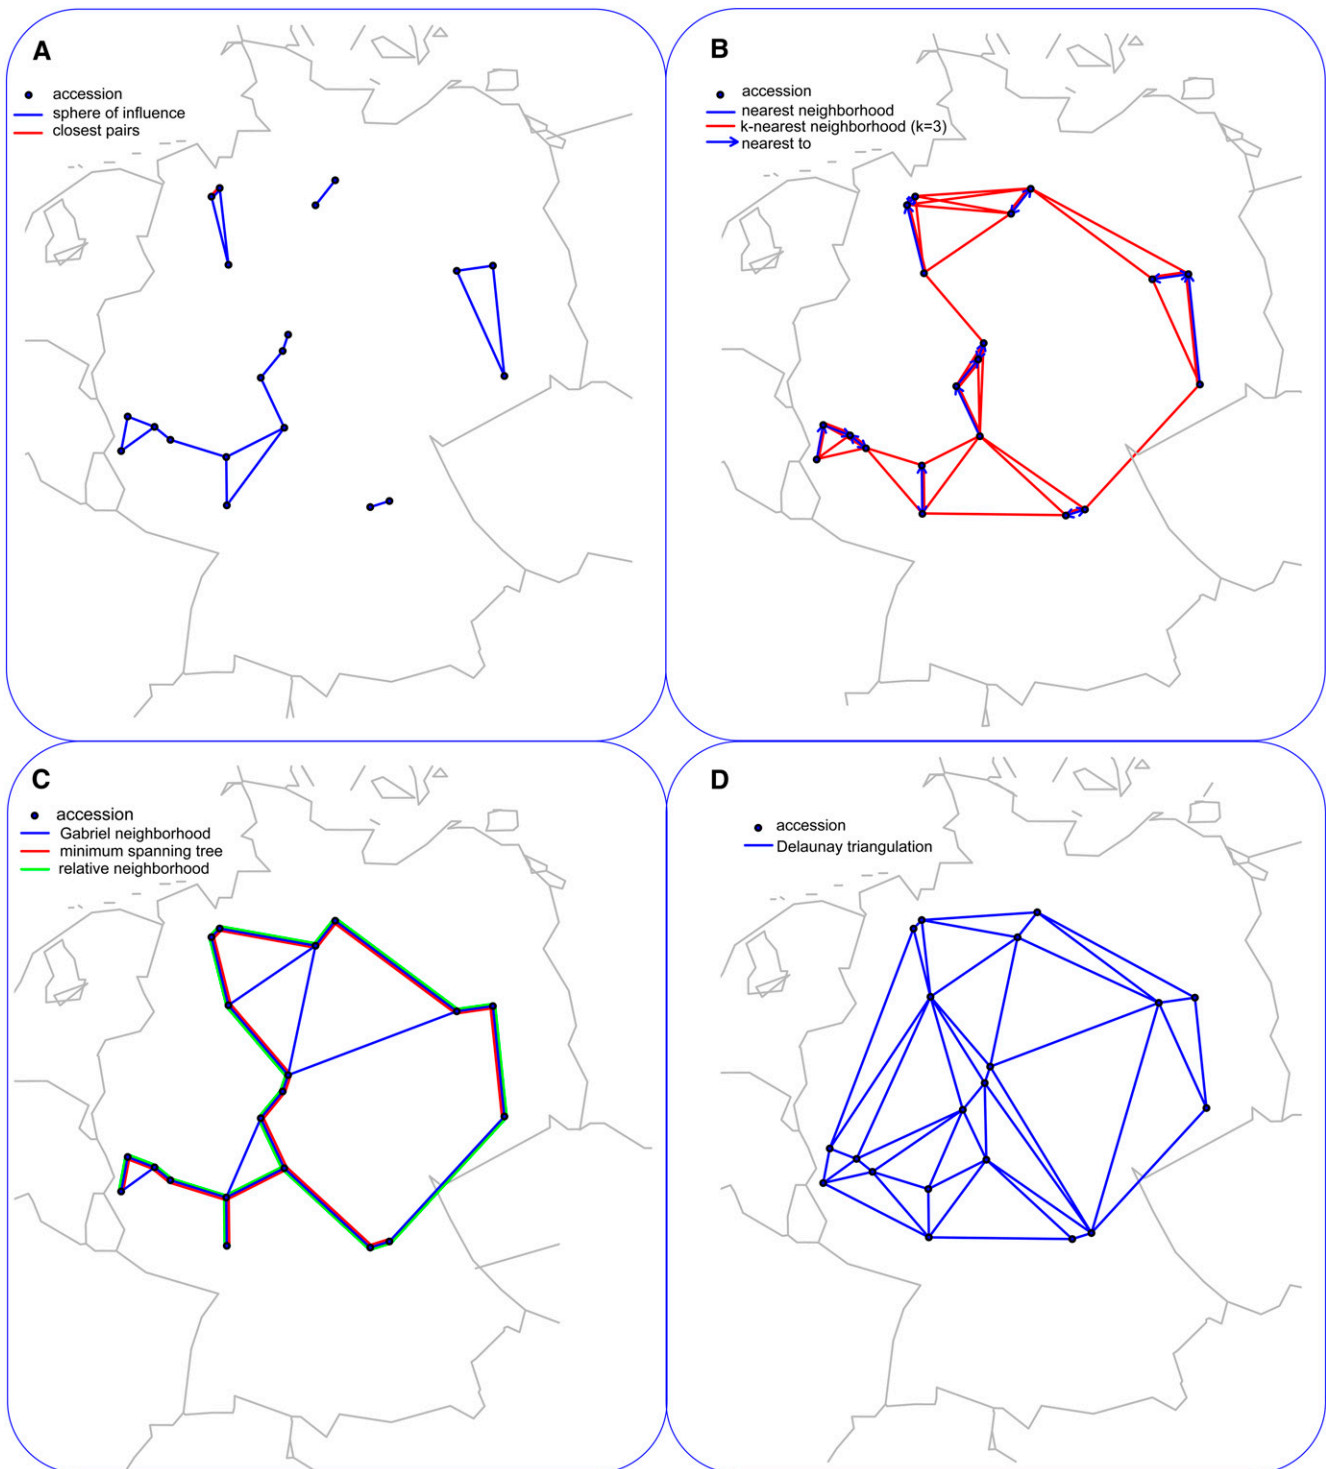 A
accession
sphere of influence
closest pairs
B
accession
nearest neighborhood
k-nearest neighborhood (k=3)
nearest to
C
accession
Gabriel neighborhood
minimum spanning tree
relative neighborhood
D
accession
Delaunay triangulation